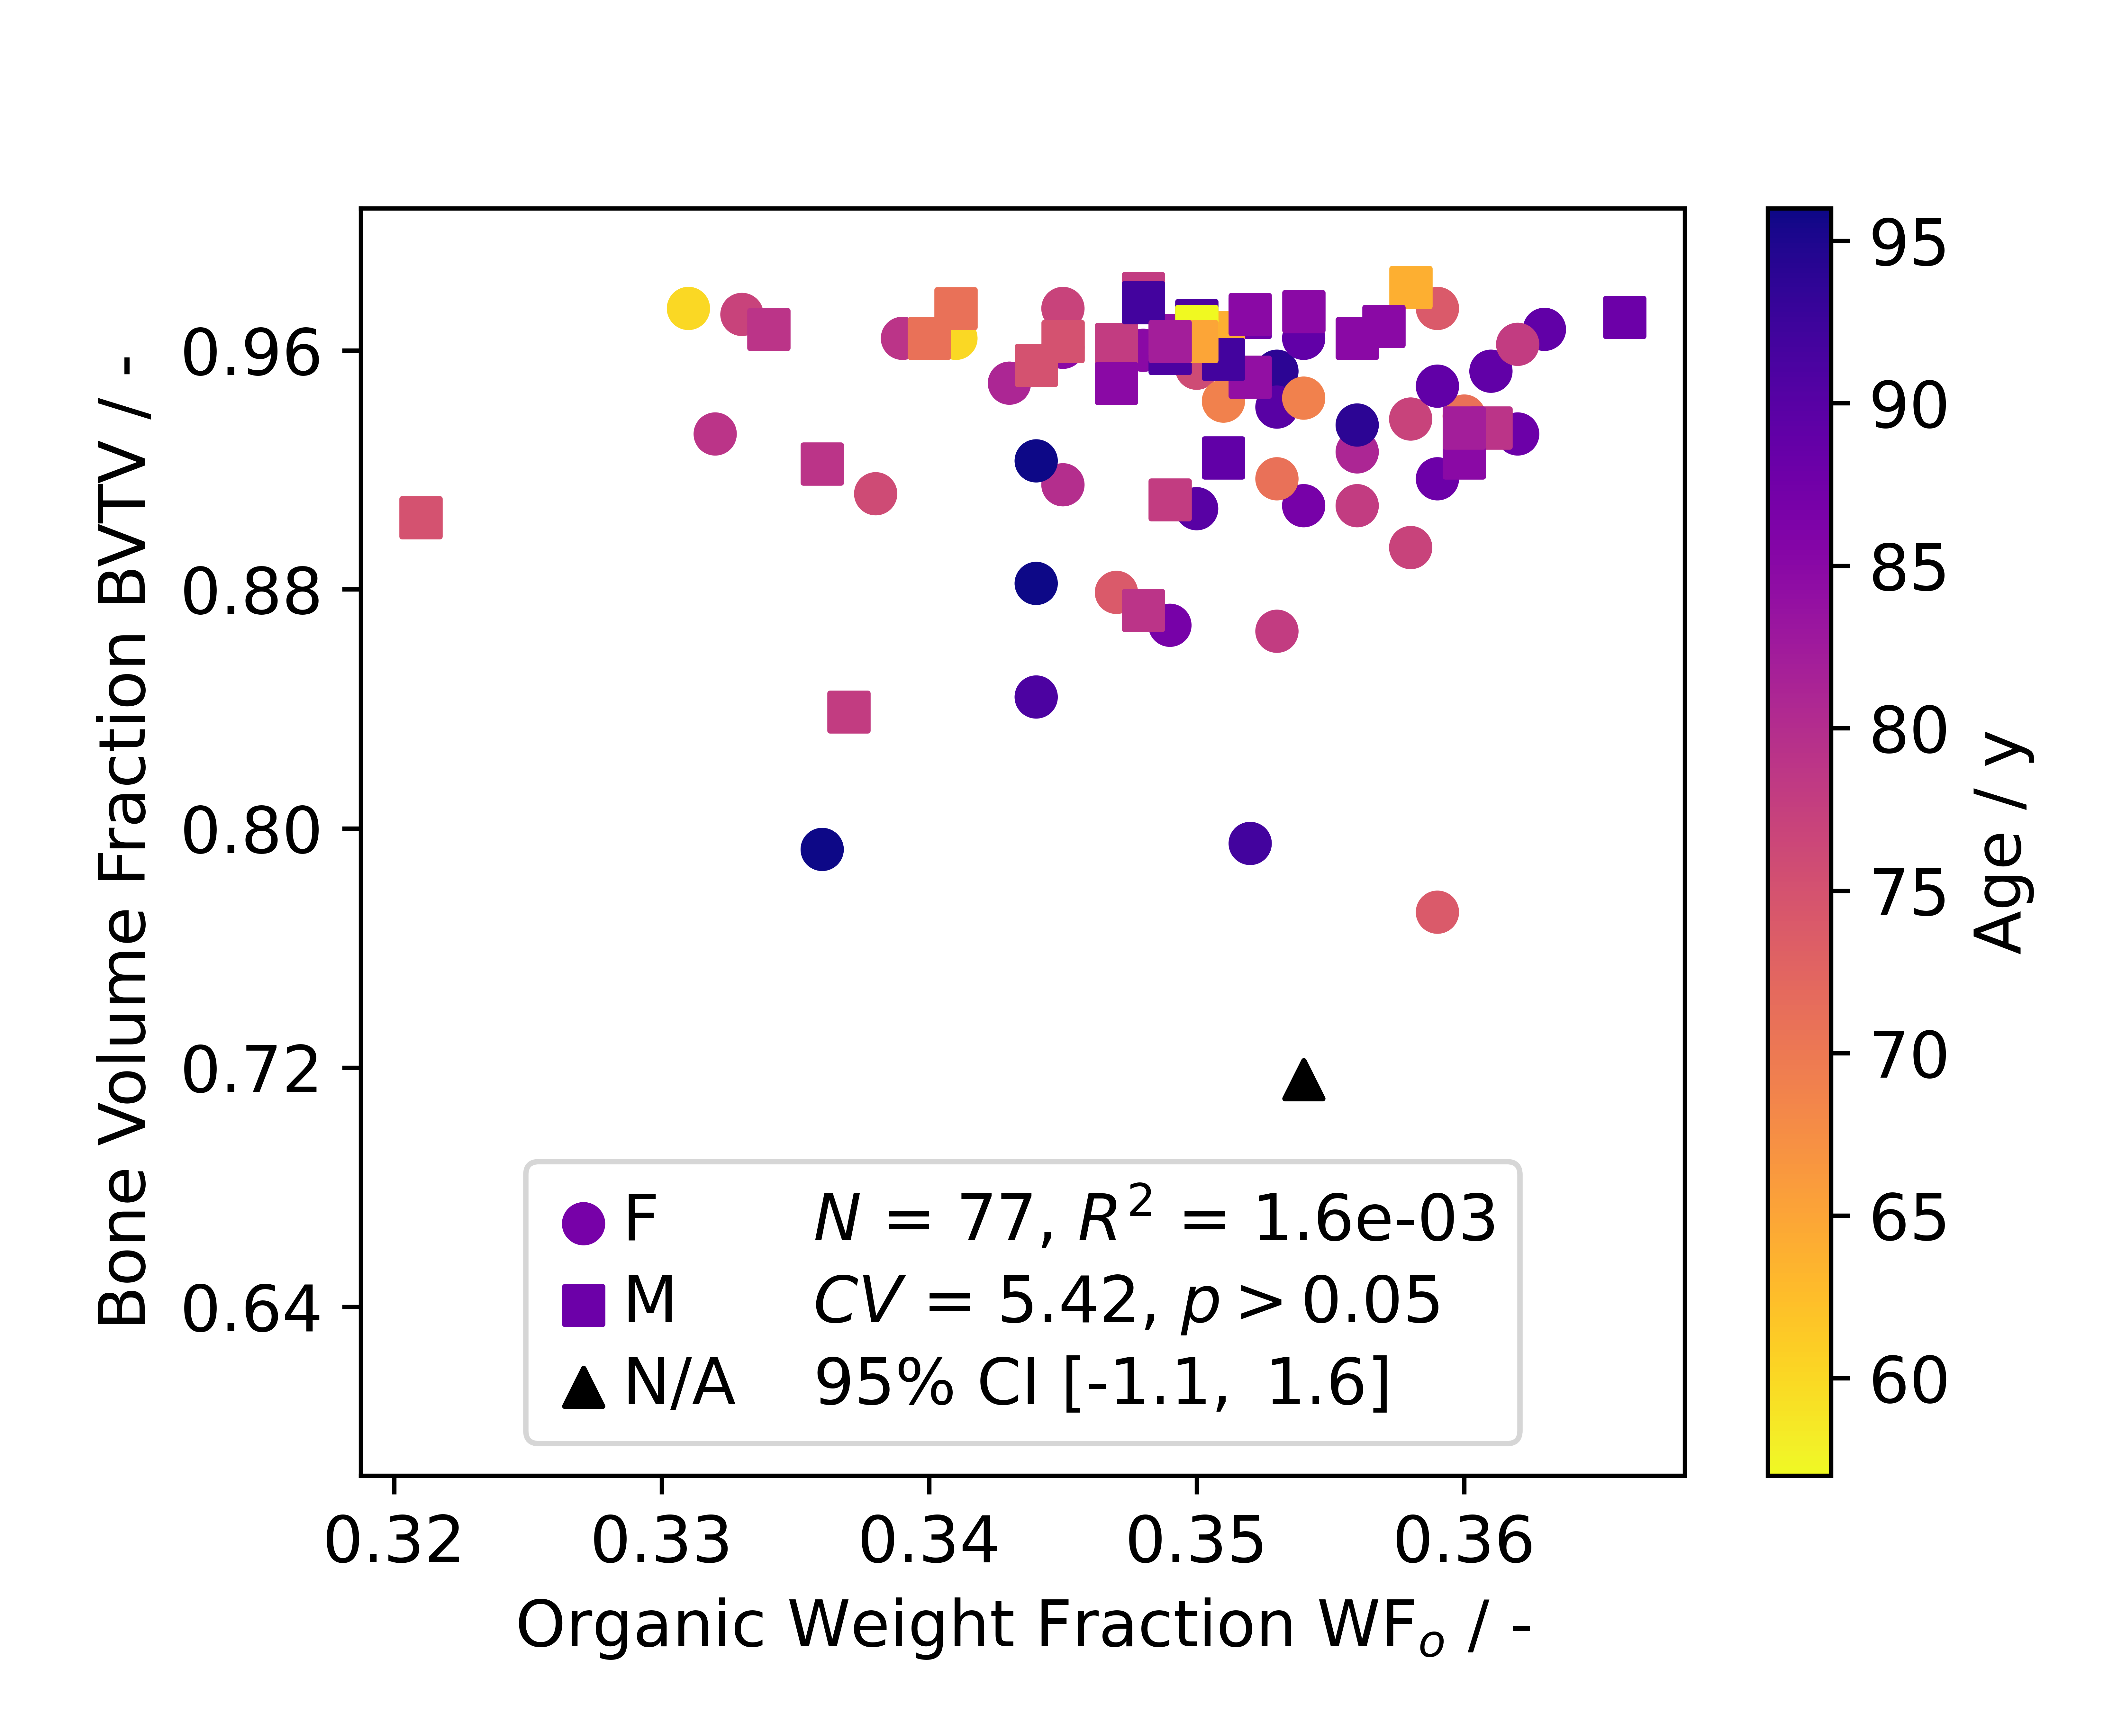 Bone Volume Fraction BVTV / -
0.96
0.88
0.80
0.72
0.64
F N = 77, R² = 1.6e-03
M CV = 5.42, p > 0.05
N/A 95% CI [-1.1, 1.6]
0.32 0.33 0.34 0.35 0.36
Organic Weight Fraction WFₒ / -
95
90
85
80
75
70
65
60
Age / y